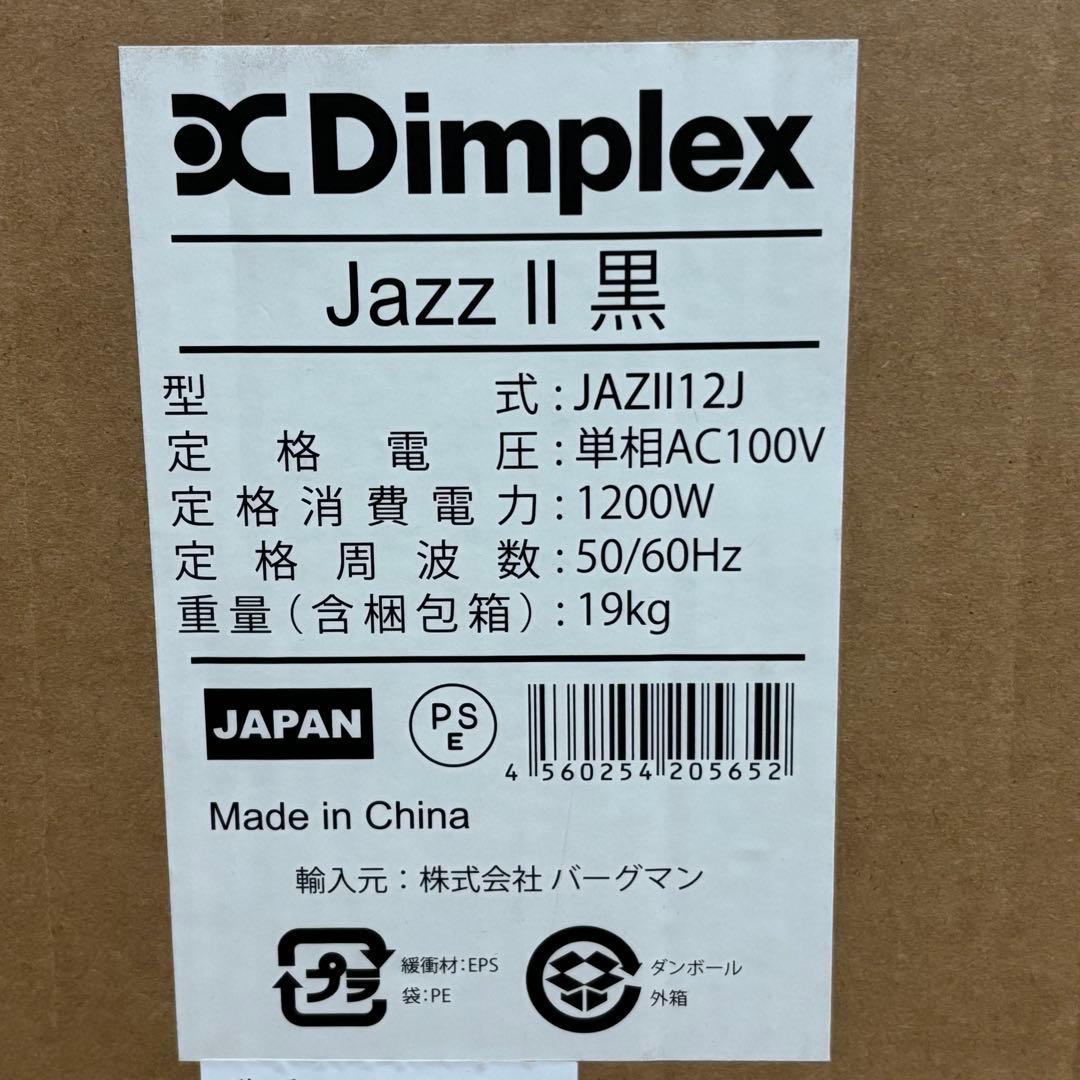 Dimplex
Jazz II 黒
型式:JAZII12J
定格電圧:単相AC100V
定格消費電力:1200W
定格周波数:50/60Hz
重量(含梱包箱):19kg
JAPAN
PSE
4 560254 205652
Made in China
輸入元:株式会社 バーグマン
プラ
緩衝材:EPS
袋:PE
ダンボール
外箱